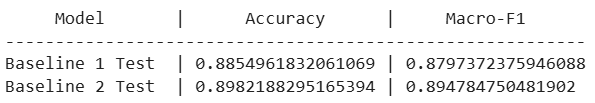 Model | Accuracy | Macro-F1
----------------------------------------------------------
Baseline 1 Test | 0.8854961832061069 | 0.8797372375946088
Baseline 2 Test | 0.8982188295165394 | 0.894784750481902